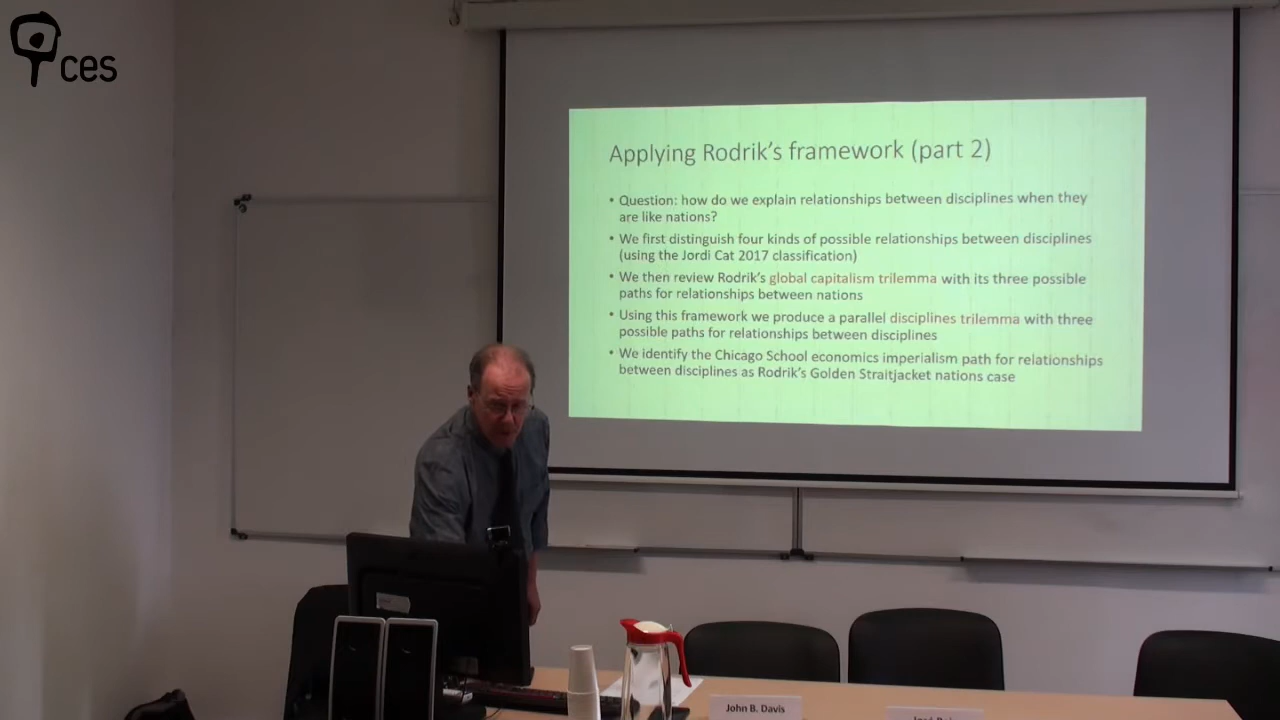 ces
Applying Rodrik's framework (part 2)
• Question: how do we explain relationships between disciplines when they
are like nations?
• We first distinguish four kinds of possible relationships between disciplines
(using the Jordi Cat 2017 classification)
• We then review Rodrik's global capitalism trilemma with its three possible
paths for relationships between nations
• Using this framework we produce a parallel disciplines trilemma with three
possible paths for relationships between disciplines
• We identify the Chicago School economics imperialism path for relationships
between disciplines as Rodrik's Golden Straitjacket nations case
John B. Davis
José